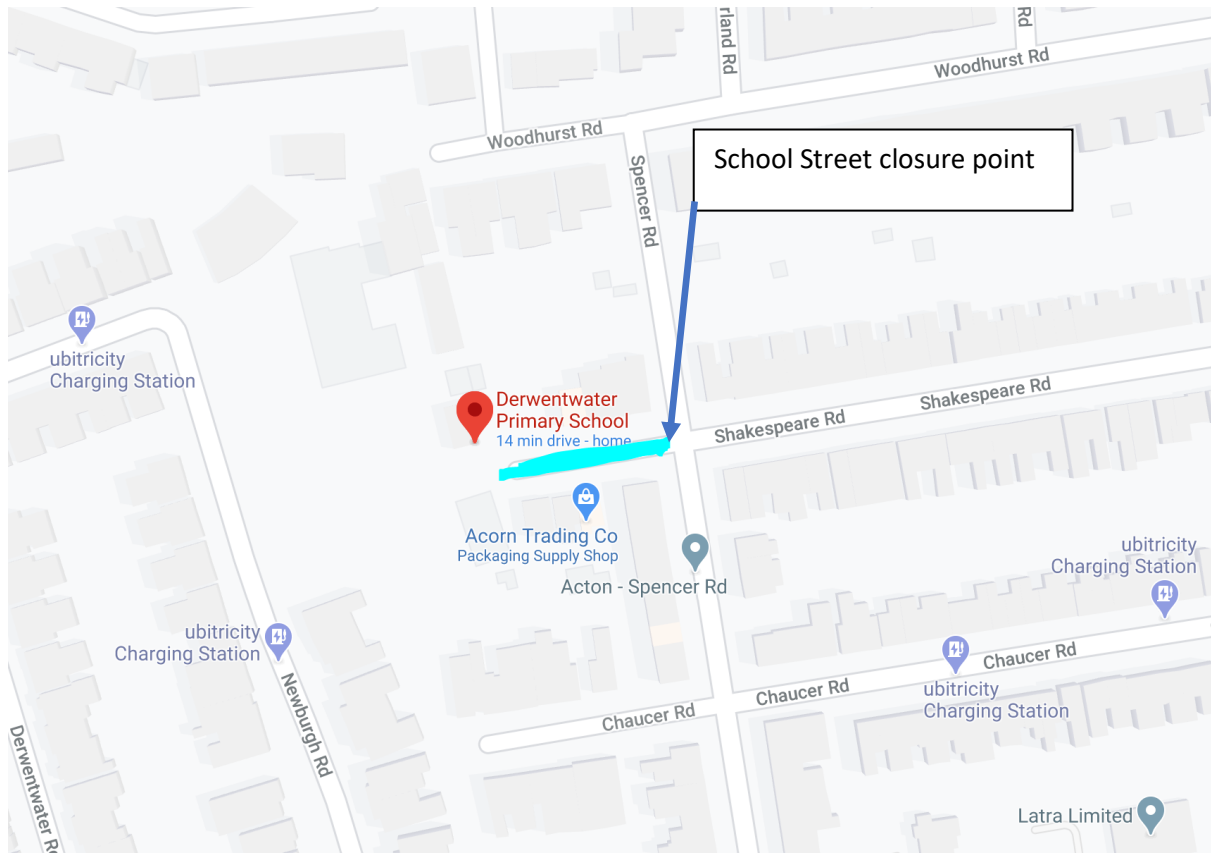 rland Rd
Rd
Woodhurst Rd
Woodhurst Rd
School Street closure point
Spencer Rd
ubitricity
Charging Station
Derwentwater
Primary School
14 min drive - home
Shakespeare Rd
Shakespeare Rd
Acorn Trading Co
Packaging Supply Shop
Acton - Spencer Rd
ubitricity
Charging Station
ubitricity
Charging Station
Chaucer Rd
ubitricity
Charging Station
Chaucer Rd
Chaucer Rd
Newburgh Rd
Derwentwater R
Latra Limited